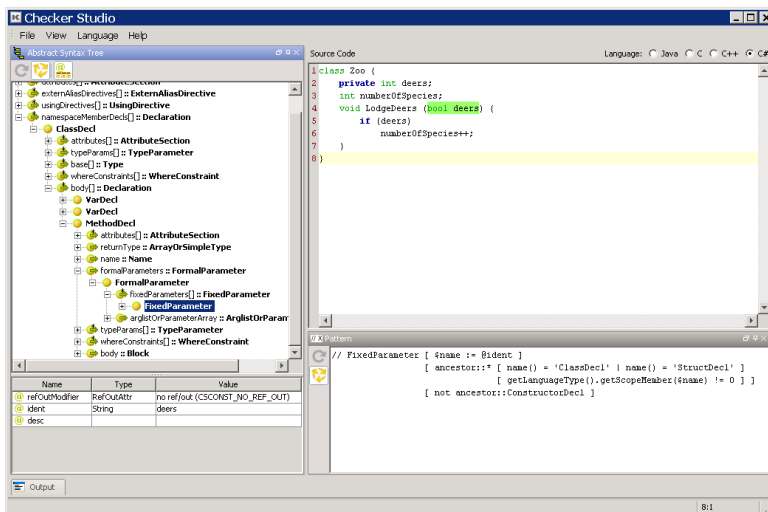 Checker Studio
File View Language Help
Abstract Syntax Tree
externAliasDirectives[] :: ExternAliasDirective
usingDirectives[] :: UsingDirective
namespaceMemberDecls[] :: Declaration
ClassDecl
attributes[] :: AttributeSection
typeParams[] :: TypeParameter
base[] :: Type
whereConstraints[] :: WhereConstraint
body[] :: Declaration
VarDecl
VarDecl
MethodDecl
attributes[] :: AttributeSection
returnType :: ArrayOrSimpleType
name :: Name
formalParameters :: FormalParameter
FormalParameter
fixedParameters[] :: FixedParameter
FixedParameter
arglistOrParameterArray :: ArglistOrParam
typeParams[] :: TypeParameter
whereConstraints[] :: WhereConstraint
body :: Block
Name Type Value
refOutModifier RefOutAttr no ref/out (CSCONST_NO_REF_OUT)
ident String deers
desc
Source Code Language: Java C C++ C#
1 class Zoo {
2 private int deers;
3 int numberOfSpecies;
4 void LodgeDeers (bool deers) {
5 if (deers)
6 numberOfSpecies++;
7 }
8 }
Pattern
// FixedParameter [ $name := @ident ]
[ ancestor::* [ name() = 'ClassDecl' | name() = 'StructDecl' ]
[ getLanguageType().getScopeMember($name) != 0 ] ]
[ not ancestor::ConstructorDecl ]
Output
8:1